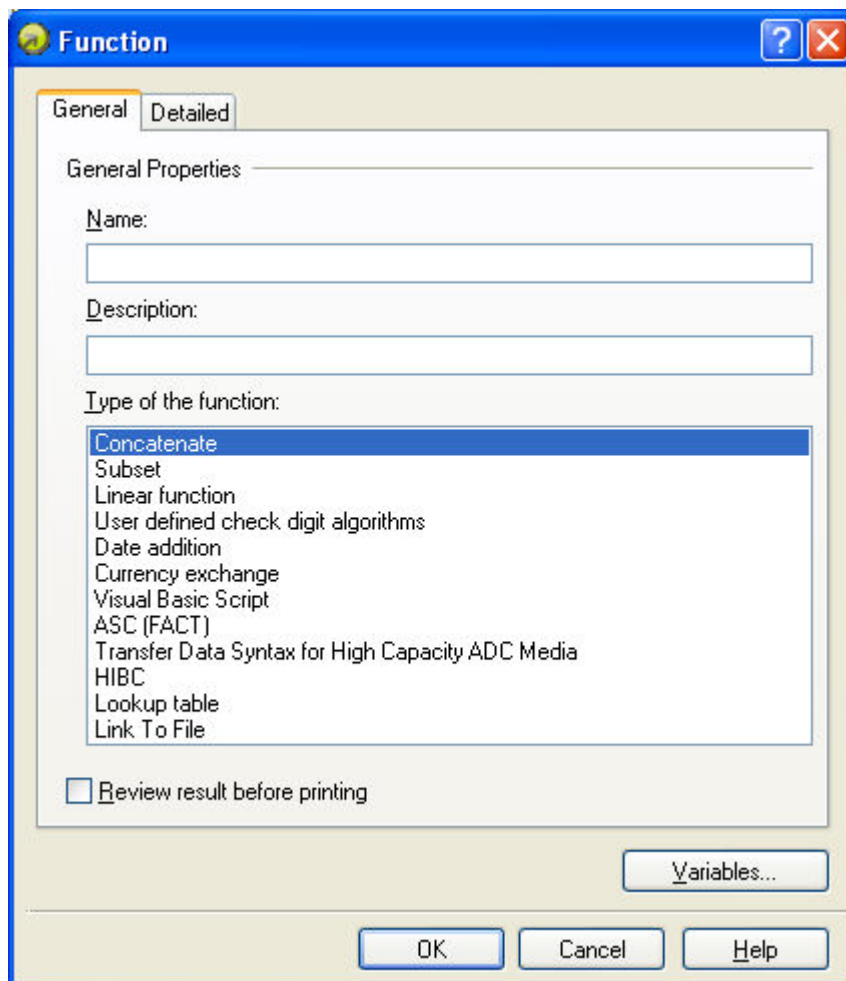 Function
General Detailed
General Properties
Name:
Description:
Type of the function:
Concatenate
Subset
Linear function
User defined check digit algorithms
Date addition
Currency exchange
Visual Basic Script
ASC (FACT)
Transfer Data Syntax for High Capacity ADC Media
HIBC
Lookup table
Link To File
Review result before printing
Variables...
OK Cancel Help